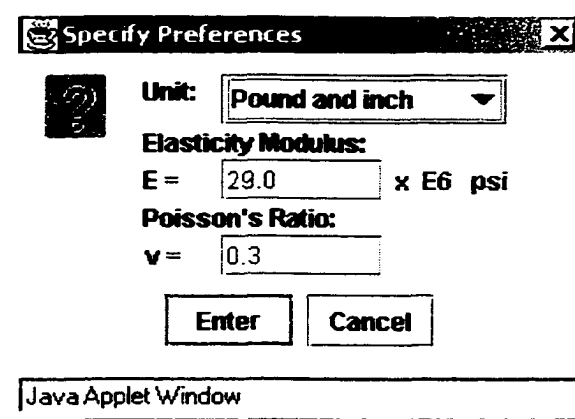 Specify Preferences
Unit: Pound and inch
Elasticity Modulus:
E = 29.0 x E6 psi
Poisson's Ratio:
v = 0.3
Enter Cancel
Java Applet Window